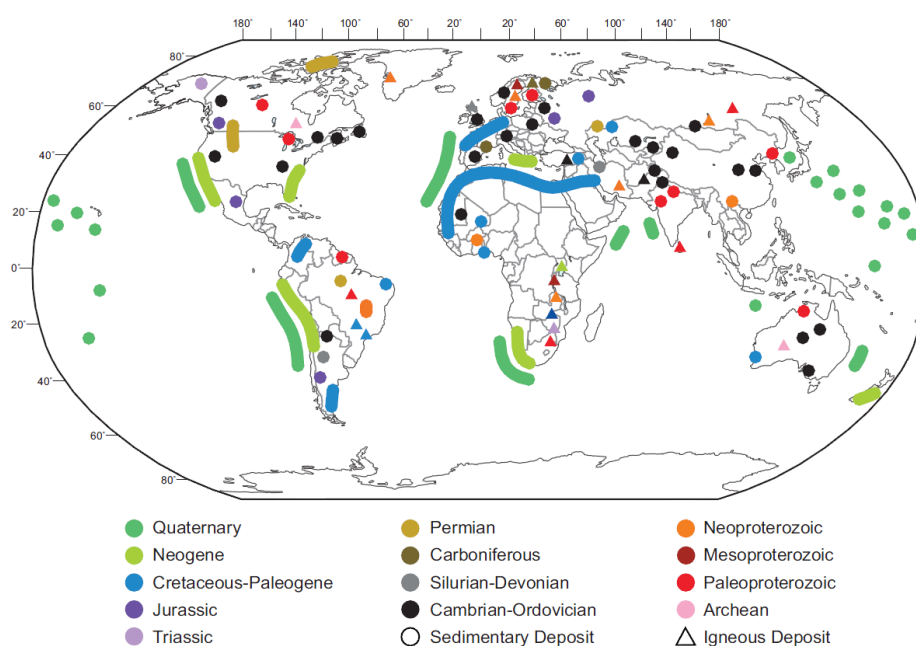 180˚ 140˚ 100˚ 60˚ 20˚ 20˚ 60˚ 100˚ 140˚ 180˚
80˚
60˚
40˚
20˚
0˚
20˚
40˚
60˚
80˚
Quaternary
Neogene
Cretaceous-Paleogene
Jurassic
Triassic
Permian
Carboniferous
Silurian-Devonian
Cambrian-Ordovician
Sedimentary Deposit
Neoproterozoic
Mesoproterozoic
Paleoproterozoic
Archean
Igneous Deposit